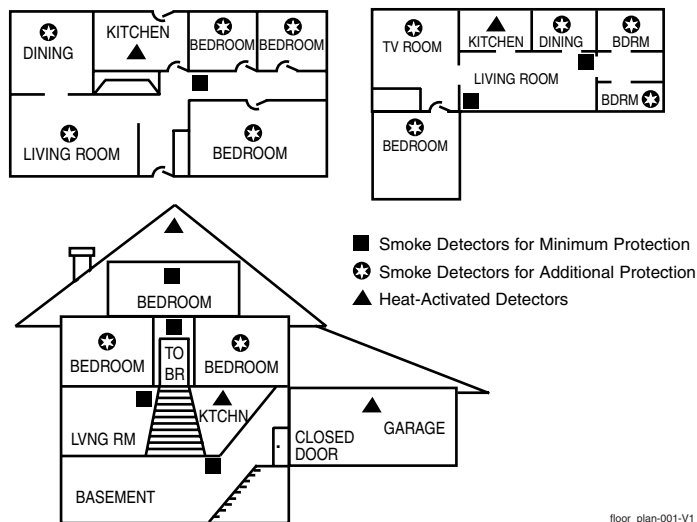 DINING
KITCHEN
BEDROOM
BEDROOM
LIVING ROOM
BEDROOM
TV ROOM
KITCHEN
DINING
BDRM
LIVING ROOM
BDRM
BEDROOM
Smoke Detectors for Minimum Protection
Smoke Detectors for Additional Protection
Heat-Activated Detectors
BEDROOM
BEDROOM
TO
BR
BEDROOM
LVNG RM
KTCHN
CLOSED
DOOR
GARAGE
BASEMENT
floor_plan-001-V1